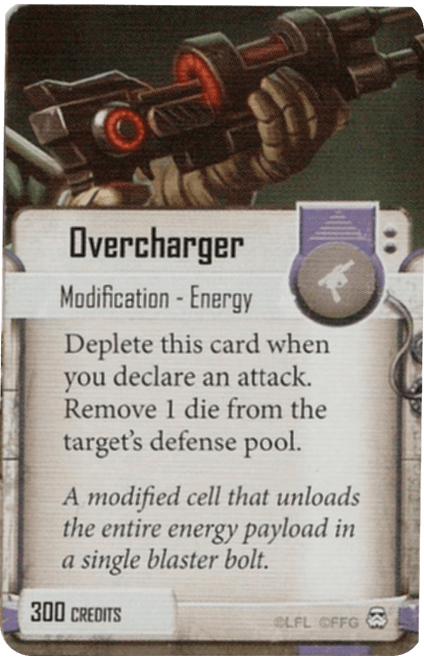 Overcharger
Modification - Energy
Deplete this card when
you declare an attack.
Remove 1 die from the
target's defense pool.
A modified cell that unloads
the entire energy payload in
a single blaster bolt.
300 CREDITS
©LFL ©FFG